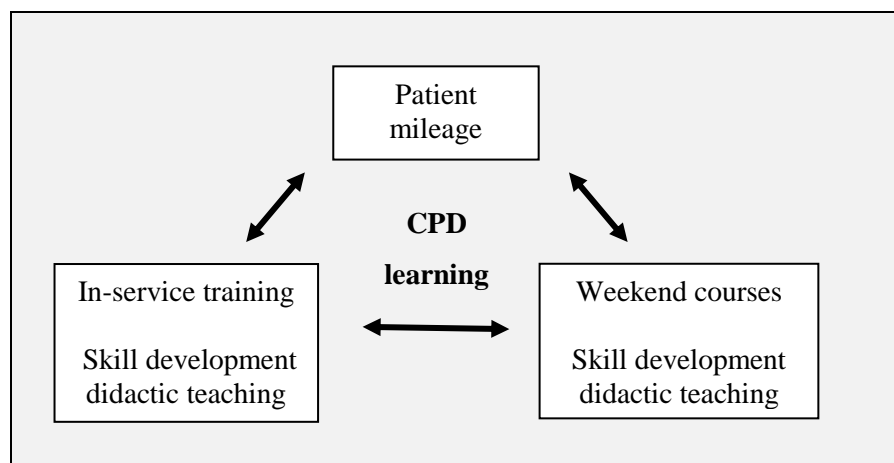 Patient
mileage
CPD
learning
In-service training
Skill development
didactic teaching
Weekend courses
Skill development
didactic teaching